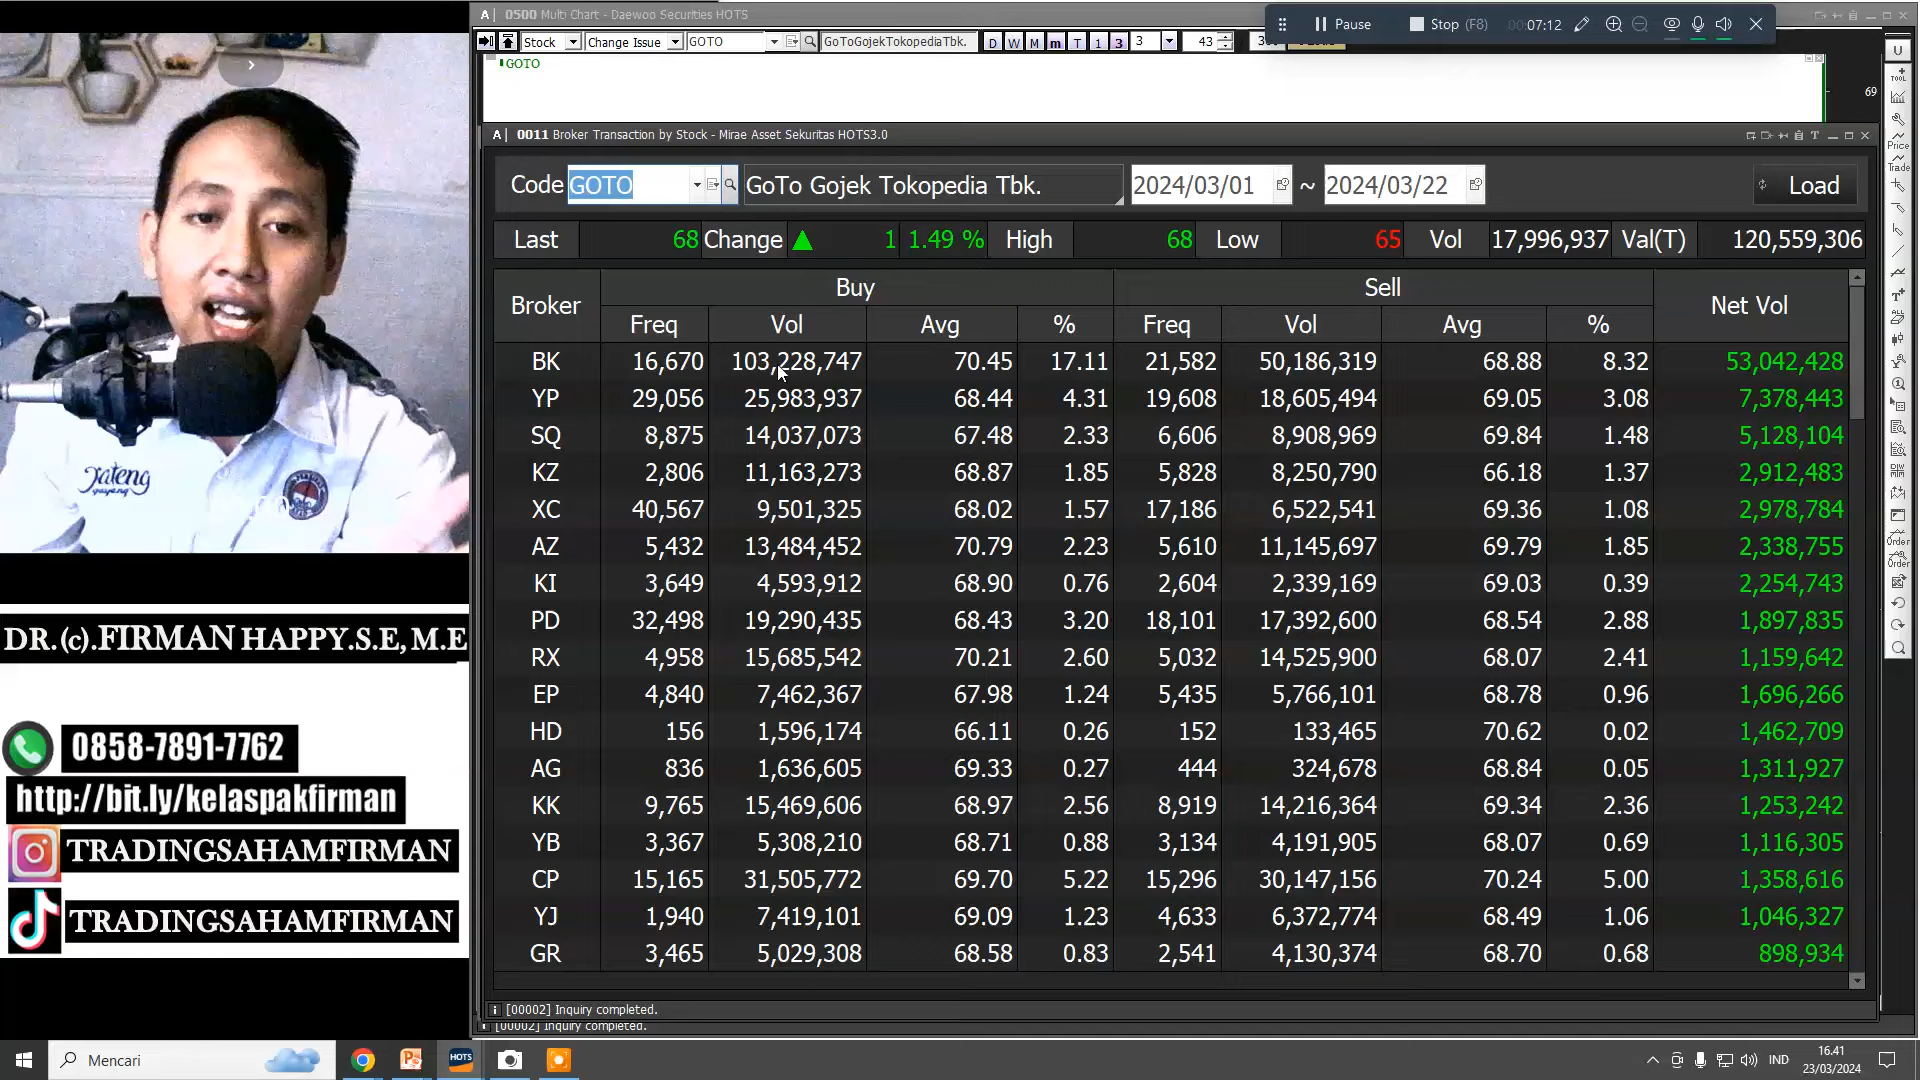 0500 Multi Chart - Daewoo Securities HOTS
Pause Stop (F8) 00:07:12
Stock Change Issue GOTO GoToGojekTokopediaTbk. D W M m T 1 3 3 43
GOTO
69
0011 Broker Transaction by Stock - Mirae Asset Sekuritas HOTS3.0
Code GOTO GoTo Gojek Tokopedia Tbk. 2024/03/01 ~ 2024/03/22 Load
Last 68 Change ▲ 1 1.49 % High 68 Low 65 Vol 17,996,937 Val(T) 120,559,306
Broker Buy Sell Net Vol
Freq Vol Avg % Freq Vol Avg %
BK 16,670 103,228,747 70.45 17.11 21,582 50,186,319 68.88 8.32 53,042,428
YP 29,056 25,983,937 68.44 4.31 19,608 18,605,494 69.05 3.08 7,378,443
SQ 8,875 14,037,073 67.48 2.33 6,606 8,908,969 69.84 1.48 5,128,104
KZ 2,806 11,163,273 68.87 1.85 5,828 8,250,790 66.18 1.37 2,912,483
XC 40,567 9,501,325 68.02 1.57 17,186 6,522,541 69.36 1.08 2,978,784
AZ 5,432 13,484,452 70.79 2.23 5,610 11,145,697 69.79 1.85 2,338,755
KI 3,649 4,593,912 68.90 0.76 2,604 2,339,169 69.03 0.39 2,254,743
PD 32,498 19,290,435 68.43 3.20 18,101 17,392,600 68.54 2.88 1,897,835
RX 4,958 15,685,542 70.21 2.60 5,032 14,525,900 68.07 2.41 1,159,642
EP 4,840 7,462,367 67.98 1.24 5,435 5,766,101 68.78 0.96 1,696,266
HD 156 1,596,174 66.11 0.26 152 133,465 70.62 0.02 1,462,709
AG 836 1,636,605 69.33 0.27 444 324,678 68.84 0.05 1,311,927
KK 9,765 15,469,606 68.97 2.56 8,919 14,216,364 69.34 2.36 1,253,242
YB 3,367 5,308,210 68.71 0.88 3,134 4,191,905 68.07 0.69 1,116,305
CP 15,165 31,505,772 69.70 5.22 15,296 30,147,156 70.24 5.00 1,358,616
YJ 1,940 7,419,101 69.09 1.23 4,633 6,372,774 68.49 1.06 1,046,327
GR 3,465 5,029,308 68.58 0.83 2,541 4,130,374 68.70 0.68 898,934
[00002] Inquiry completed.
[00002] Inquiry completed.
Jateng
gayeng
DR.(c).FIRMAN HAPPY.S.E, M.E
0858-7891-7762
http://bit.ly/kelaspakfirman
TRADINGSAHAMFIRMAN
TRADINGSAHAMFIRMAN
U
TOOL
Price
Trade
ALL
Order
Order
Mencari HOTS IND 16.41
23/03/2024